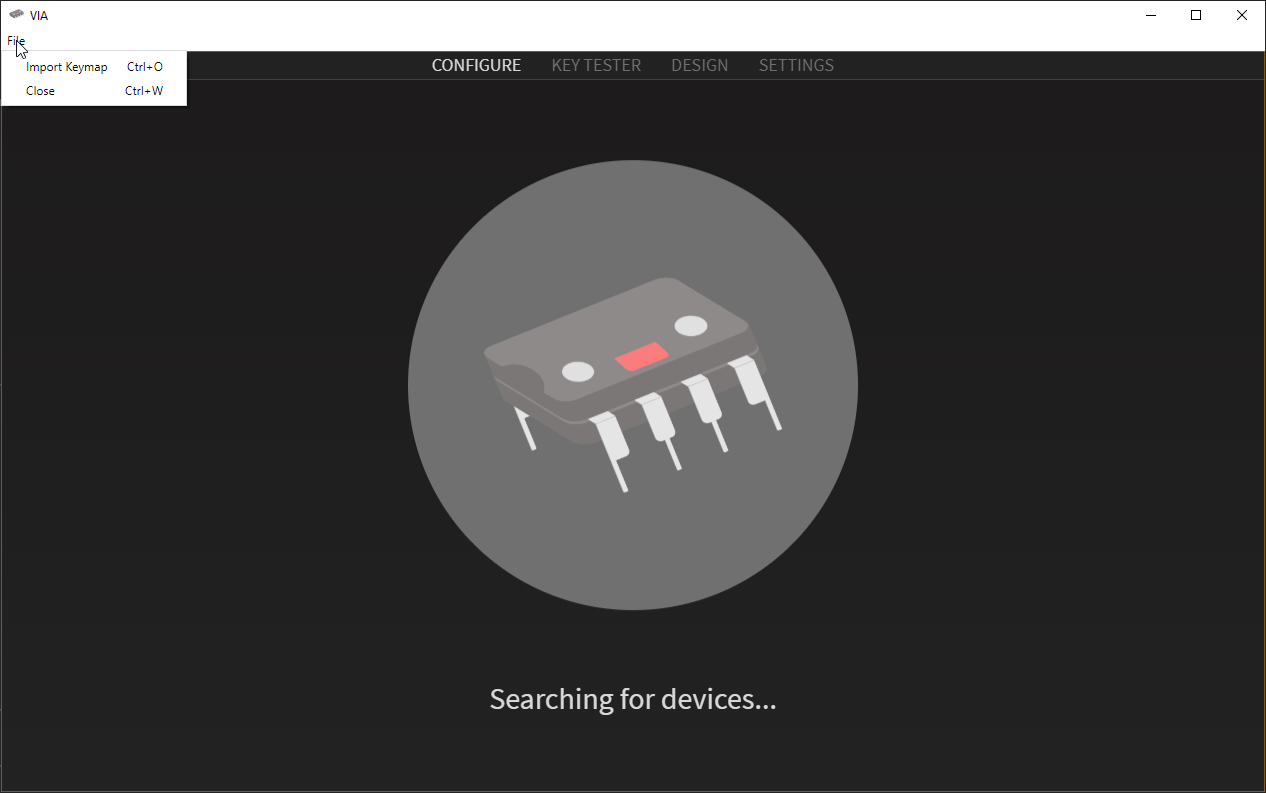 VIA
File
Import Keymap Ctrl+O
Close Ctrl+W
CONFIGURE KEY TESTER DESIGN SETTINGS
Searching for devices...